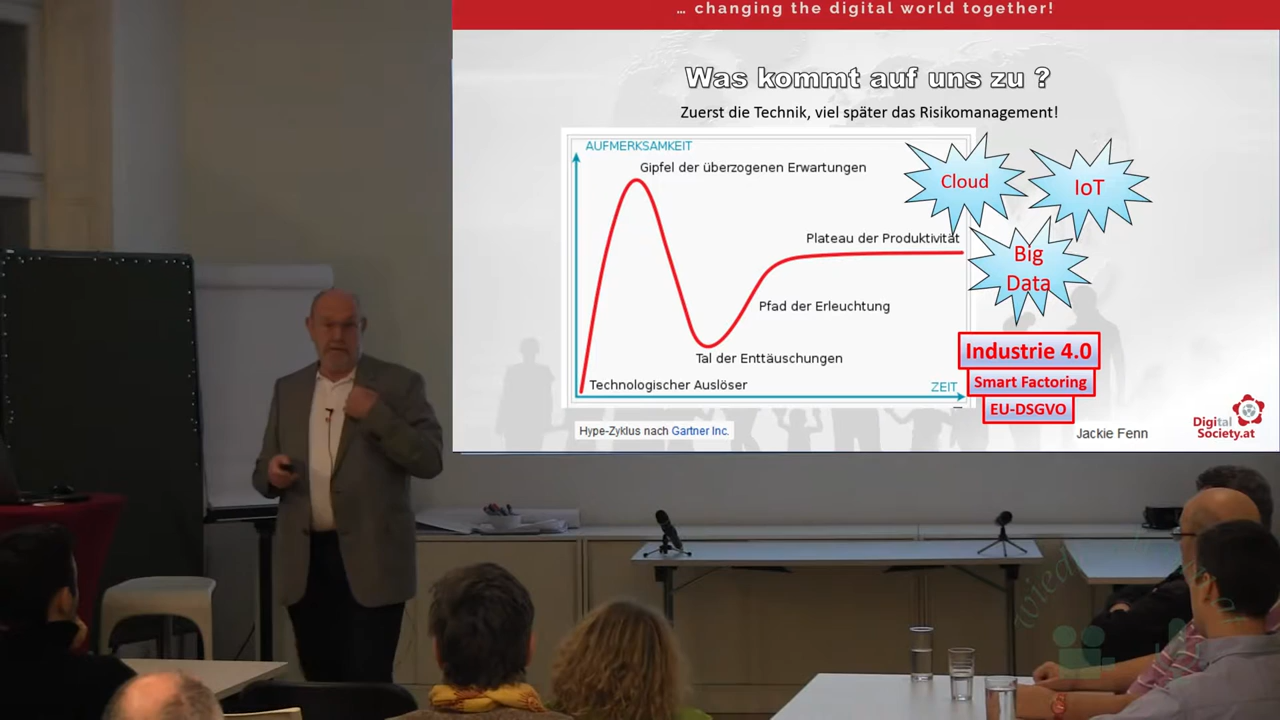 … changing the digital world together!
Was kommt auf uns zu ?
Zuerst die Technik, viel später das Risikomanagement!
AUFMERKSAMKEIT
Gipfel der überzogenen Erwartungen
Cloud
IoT
Plateau der Produktivität
Big
Data
Pfad der Erleuchtung
Tal der Enttäuschungen
Industrie 4.0
Technologischer Auslöser
ZEIT
Smart Factoring
EU-DSGVO
Hype-Zyklus nach Gartner Inc.
Jackie Fenn
Digital
Society.at